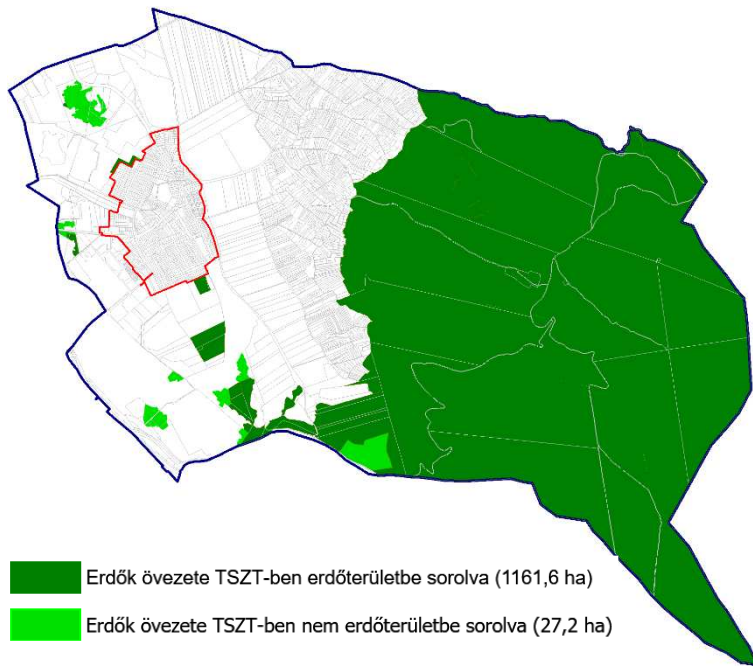 Erdők övezete TSZT-ben erdőterületbe sorolva (1161,6 ha)
Erdők övezete TSZT-ben nem erdőterületbe sorolva (27,2 ha)